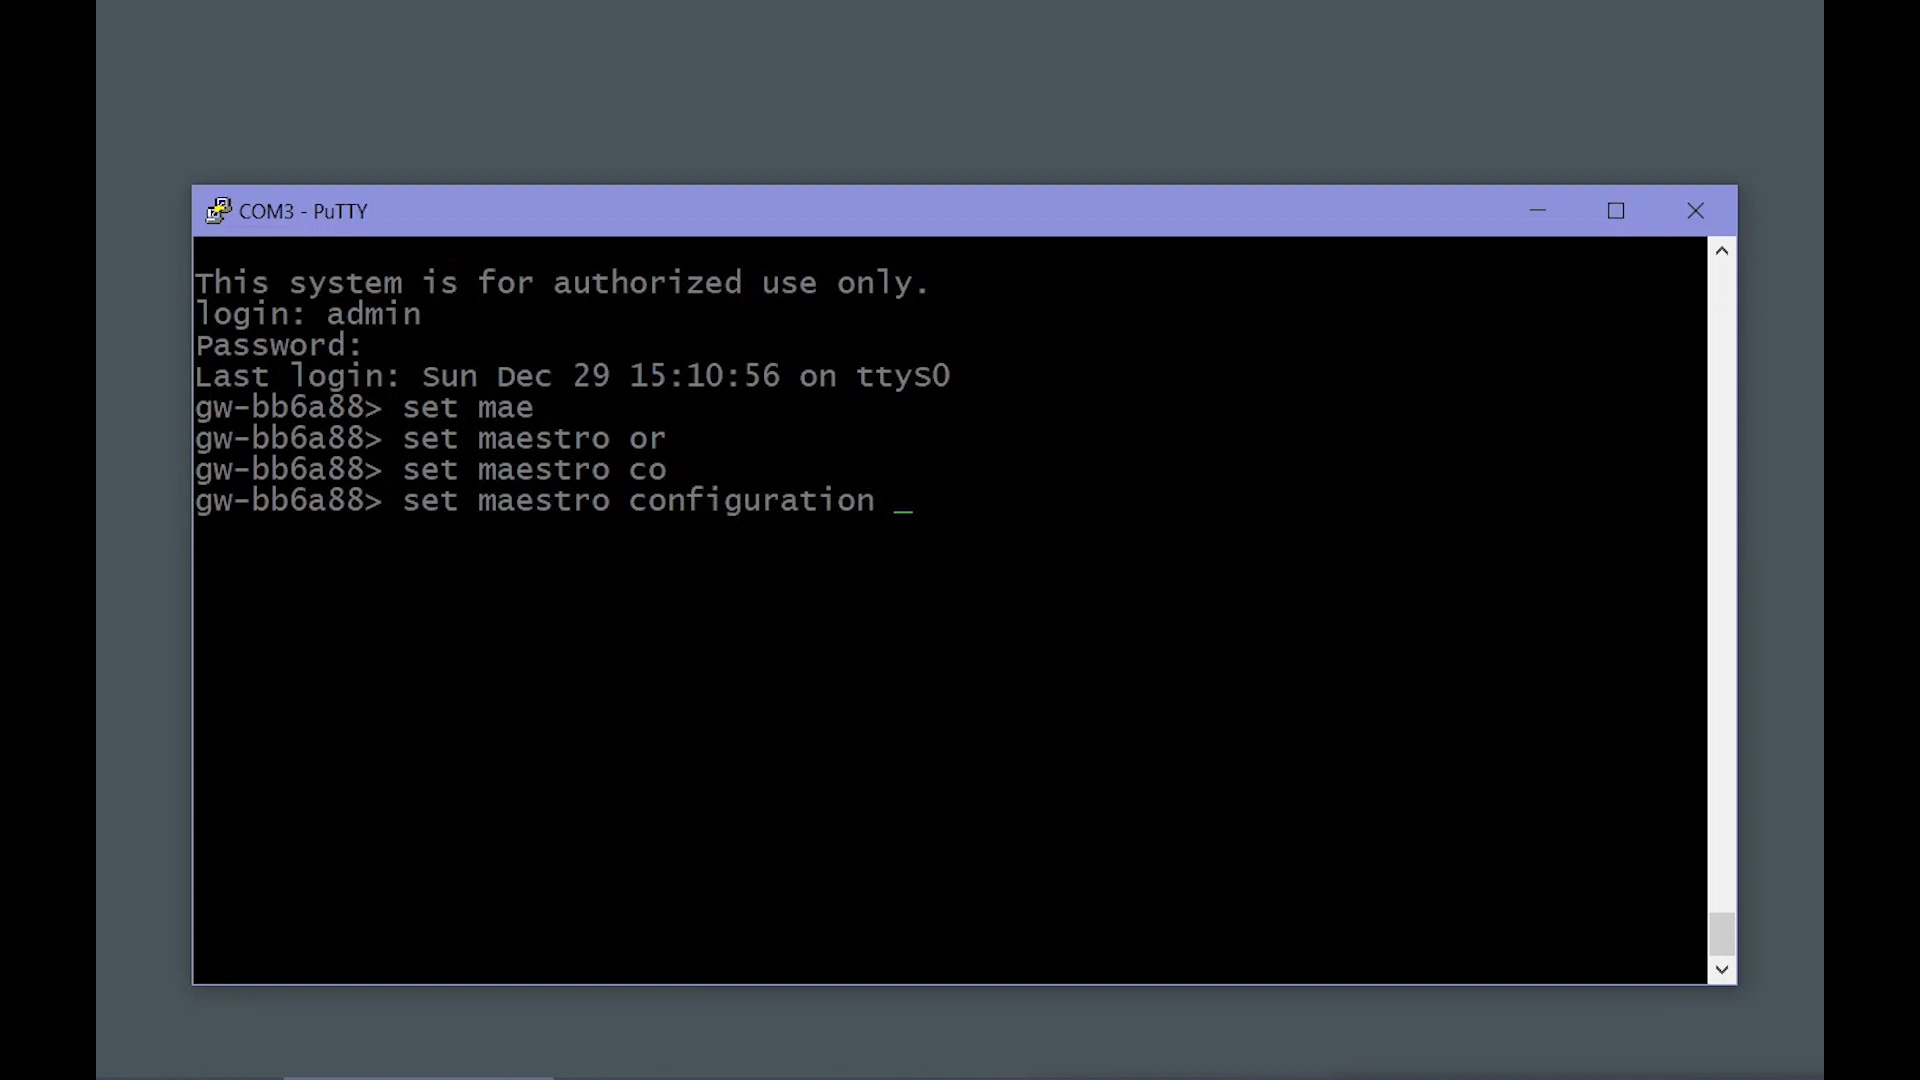 COM3 - PuTTY
This system is for authorized use only.
login: admin
Password:
Last login: Sun Dec 29 15:10:56 on ttyS0
gw-bb6a88> set mae
gw-bb6a88> set maestro or
gw-bb6a88> set maestro co
gw-bb6a88> set maestro configuration _